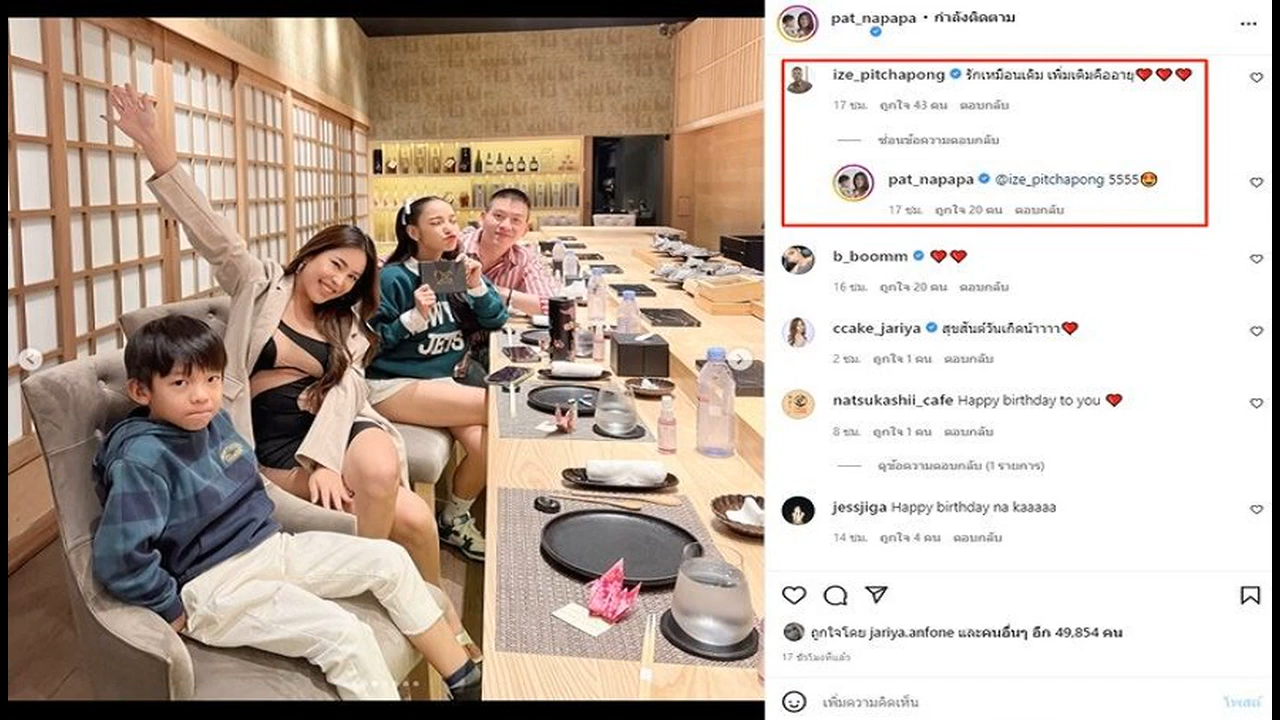 pat_napapa • กำลังติดตาม
ize_pitchapong รักเหมือนเดิม เพิ่มเติมคืออายุ❤️❤️❤️
17 ชม. ถูกใจ 43 คน ตอบกลับ
ซ่อนข้อความตอบกลับ
pat_napapa @ize_pitchapong 5555🤩
17 ชม. ถูกใจ 20 คน ตอบกลับ
b_boomm ❤️❤️
16 ชม. ถูกใจ 20 คน ตอบกลับ
ccake_jariya สุขสันต์วันเกิดน้าาาา❤️
2 ชม. ถูกใจ 1 คน ตอบกลับ
natsukashii_cafe Happy birthday to you ❤️
8 ชม. ถูกใจ 1 คน ตอบกลับ
ดูข้อความตอบกลับ (1 รายการ)
jessjiga Happy birthday na kaaaaa
14 ชม. ถูกใจ 4 คน ตอบกลับ
ถูกใจโดย jariya.anfone และคนอื่นๆ อีก 49,854 คน
17 ชั่วโมงที่แล้ว
เพิ่มความคิดเห็น
โพสต์
JETS